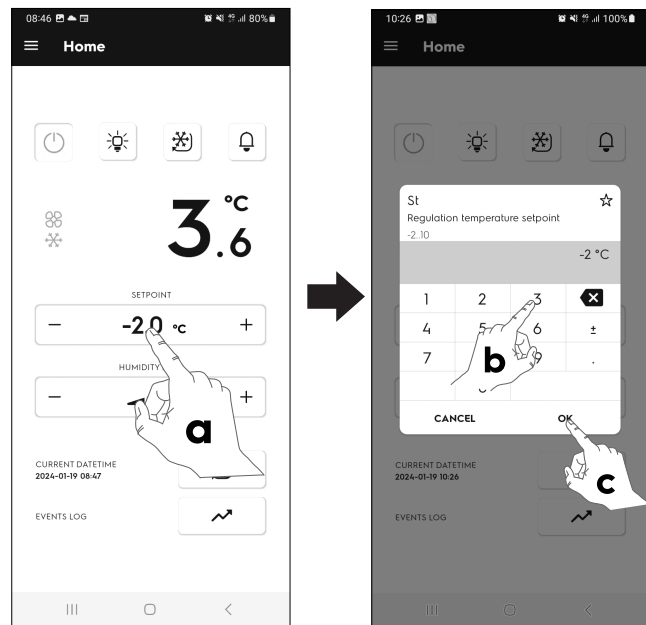 08:46 80%
Home
3.6 °C
SETPOINT
− -2.0 °C +
HUMIDITY
− +
a
CURRENT DATETIME
2024-01-19 08:47
EVENTS LOG
10:26 100%
Home
St
Regulation temperature setpoint
-2..10
-2 °C
1 2 3
4 5 6 ±
7 9 .
b
CANCEL OK
c
CURRENT DATETIME
2024-01-19 10:26
EVENTS LOG